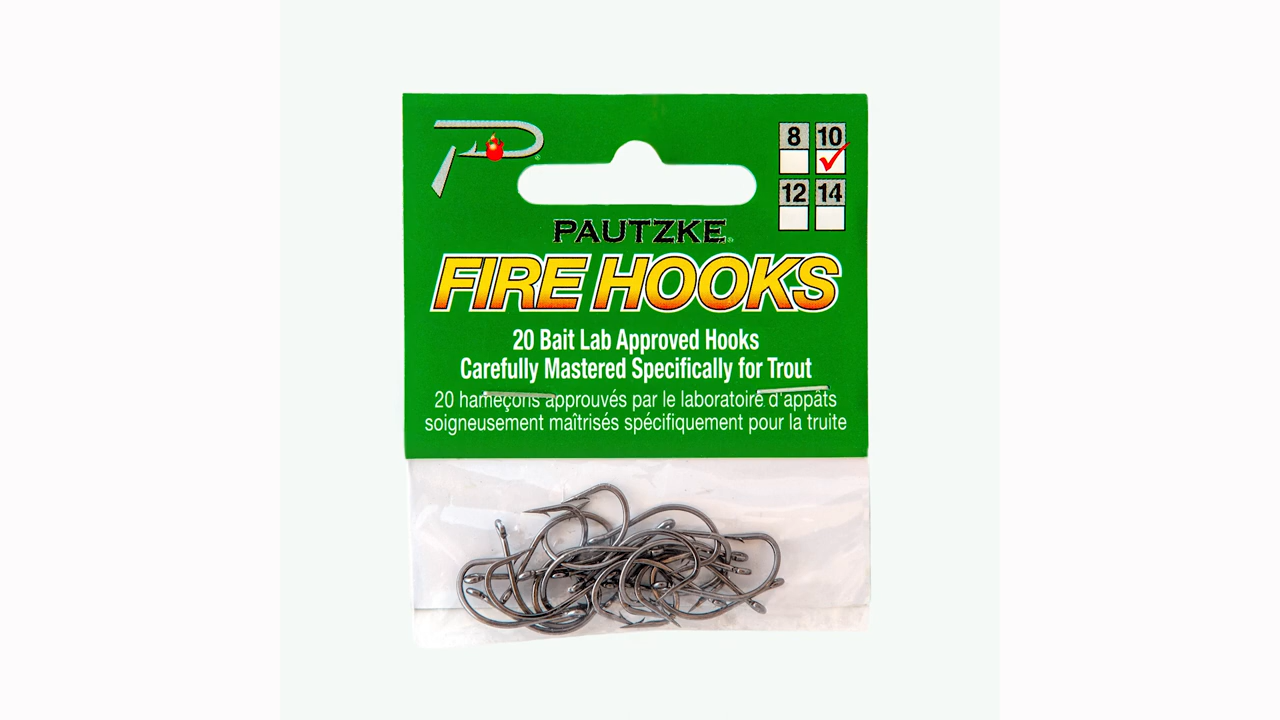 8 10
12 14
PAUTZKE
FIRE HOOKS
20 Bait Lab Approved Hooks
Carefully Mastered Specifically for Trout
20 hameçons approuvés par le laboratoire d'appâts
soigneusement maîtrisés spécifiquement pour la truite